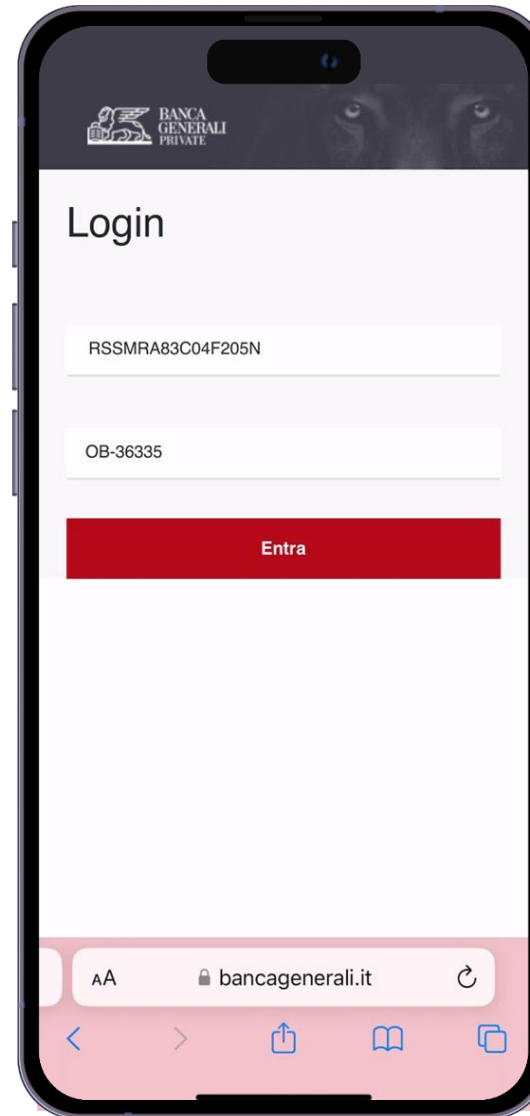 BANCA
GENERALI
PRIVATE
Login
RSSMRA83C04F205N
OB-36335
Entra
AA bancagenerali.it